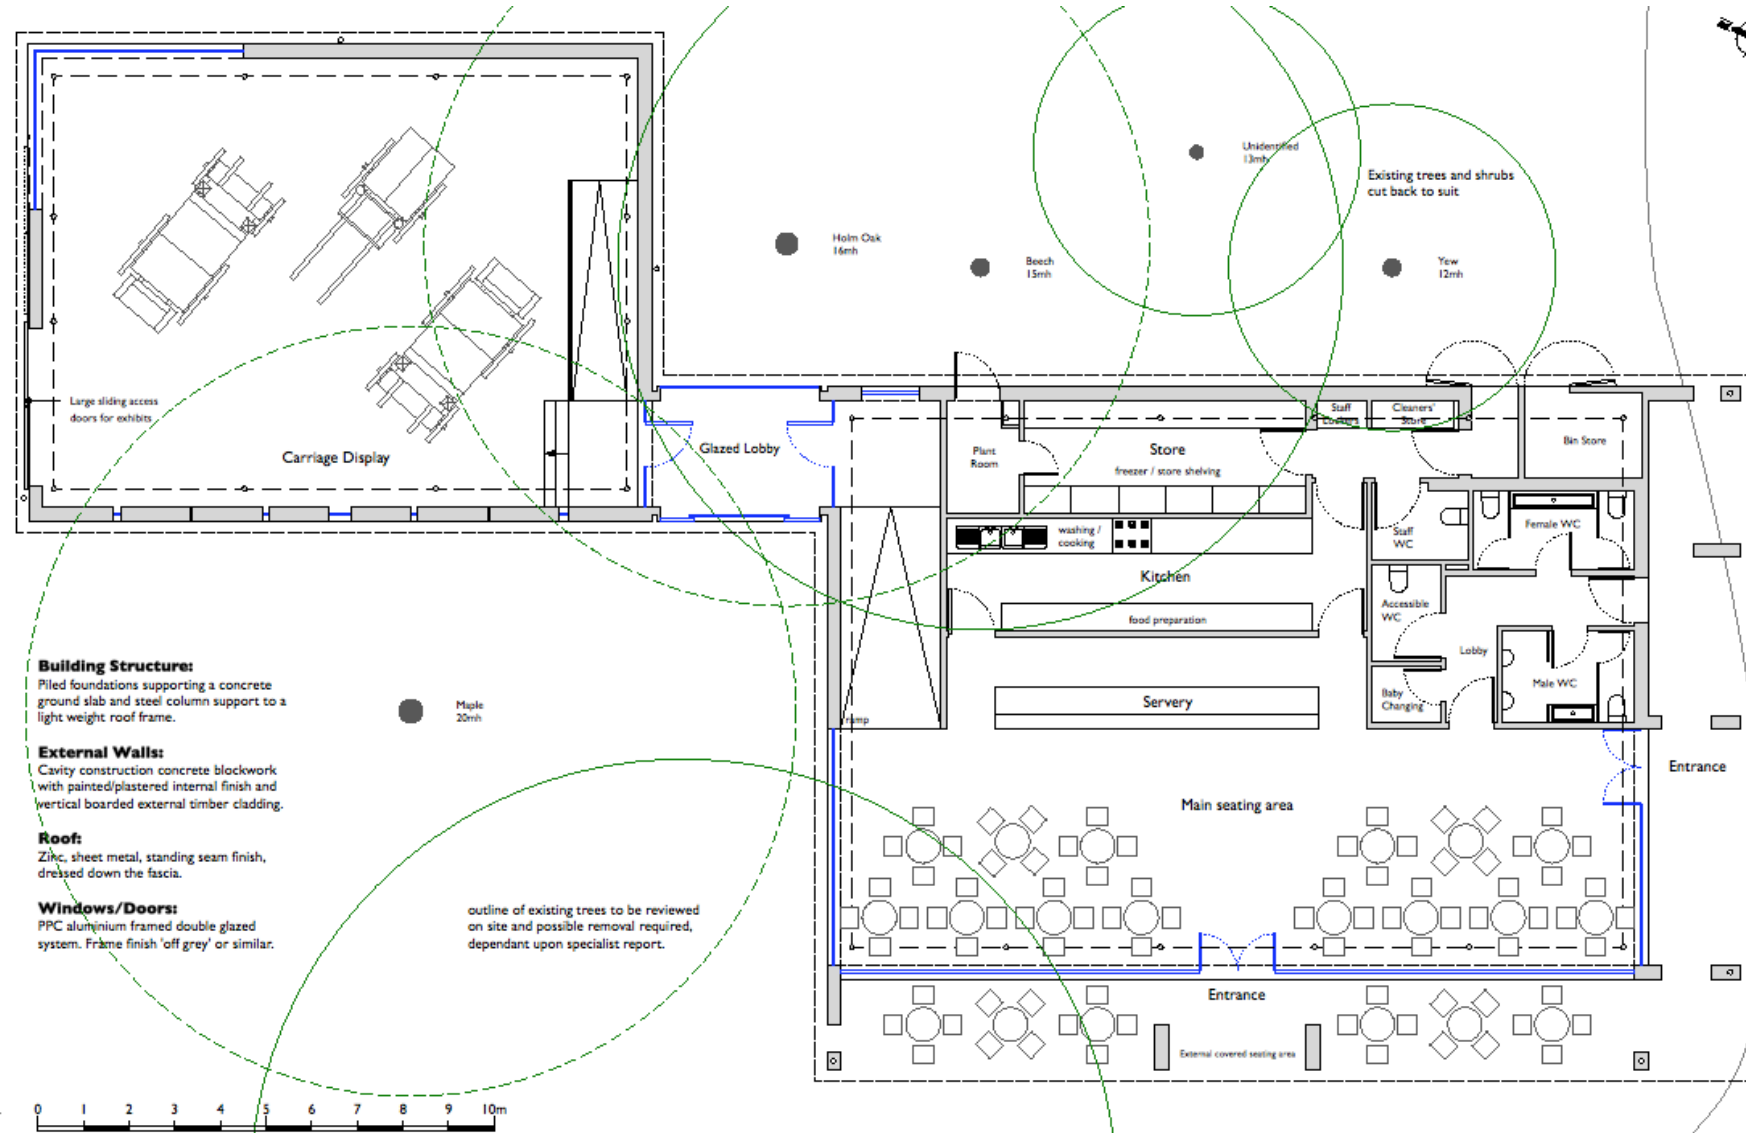 Unidentified
13mh
Existing trees and shrubs
cut back to suit
Holm Oak
16mh
Beech
15mh
Yew
12mh
Large sliding access
doors for exhibits
Carriage Display
Glazed Lobby
Plant
Room
Store
freezer / store shelving
Staff
Lockers
Cleaners'
Store
Bin Store
washing /
cooking
Staff
WC
Female WC
Kitchen
food preparation
Accessible
WC
Lobby
Male WC
Baby
Changing
Servery
ramp
Building Structure:
Piled foundations supporting a concrete
ground slab and steel column support to a
light weight roof frame.
Maple
20mh
External Walls:
Cavity construction concrete blockwork
with painted/plastered internal finish and
vertical boarded external timber cladding.
Entrance
Main seating area
Roof:
Zinc, sheet metal, standing seam finish,
dressed down the fascia.
Windows/Doors:
PPC aluminium framed double glazed
system. Frame finish 'off grey' or similar.
outline of existing trees to be reviewed
on site and possible removal required,
dependant upon specialist report.
Entrance
External covered seating area
0 1 2 3 4 5 6 7 8 9 10m